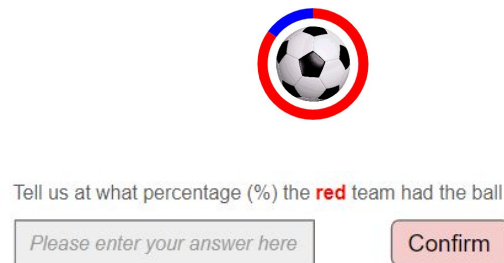 Tell us at what percentage (%) the red team had the ball
Please enter your answer here
Confirm